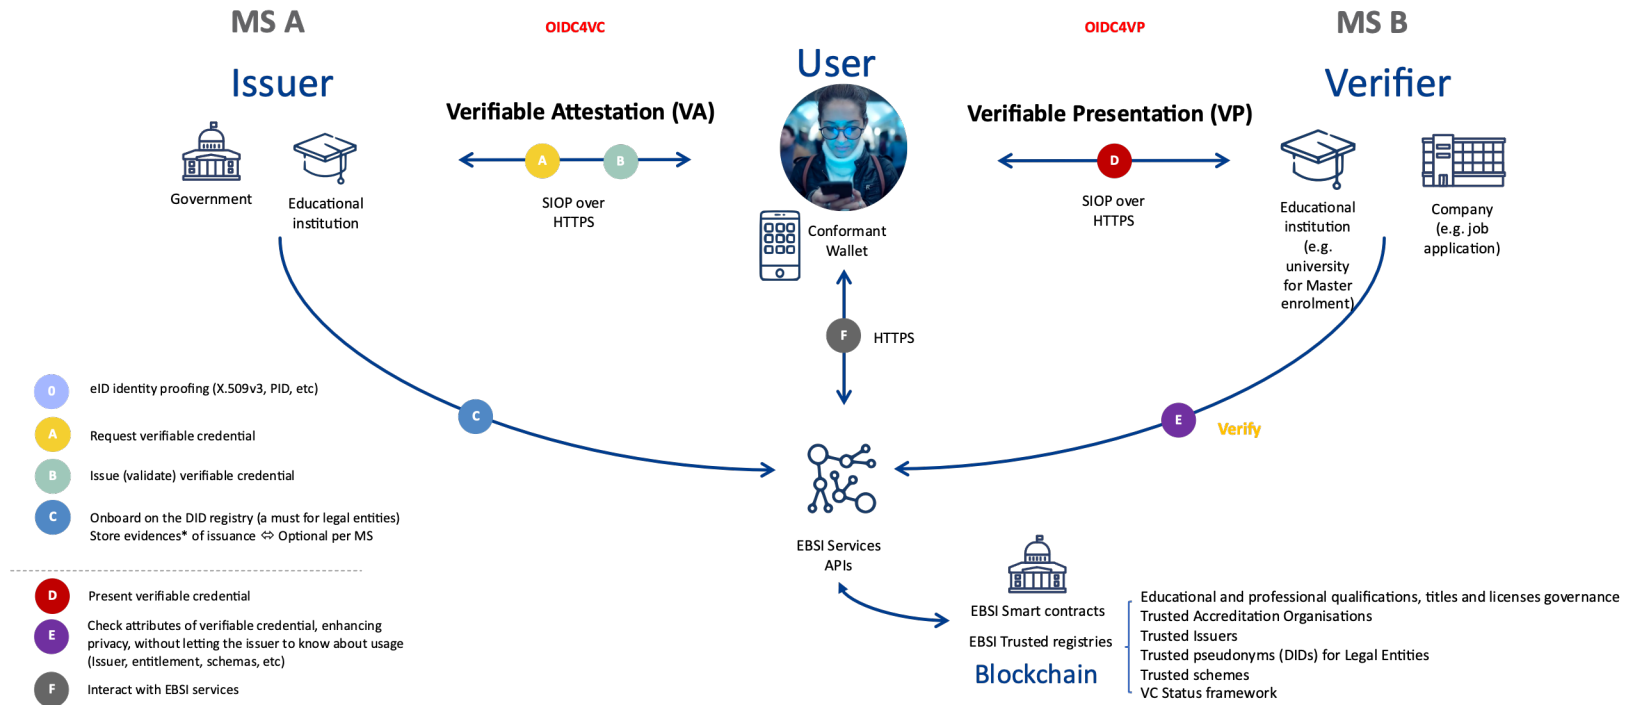 MS A
OIDC4VC
OIDC4VP
MS B
Issuer
User
Verifier
Verifiable Attestation (VA)
Verifiable Presentation (VP)
A
B
D
Government
Educational
institution
SIOP over
HTTPS
Conformant
Wallet
SIOP over
HTTPS
Educational
institution
(e.g.
university
for Master
enrolment)
Company
(e.g. job
application)
F
HTTPS
C
E
Verify
0
eID identity proofing (X.509v3, PID, etc)
A
Request verifiable credential
B
Issue (validate) verifiable credential
C
Onboard on the DID registry (a must for legal entities)
Store evidences* of issuance ⇔ Optional per MS
D
Present verifiable credential
E
Check attributes of verifiable credential, enhancing
privacy, without letting the issuer to know about usage
(Issuer, entitlement, schemas, etc)
F
Interact with EBSI services
EBSI Services
APIs
EBSI Smart contracts
EBSI Trusted registries
Blockchain
Educational and professional qualifications, titles and licenses governance
Trusted Accreditation Organisations
Trusted Issuers
Trusted pseudonyms (DIDs) for Legal Entities
Trusted schemes
VC Status framework